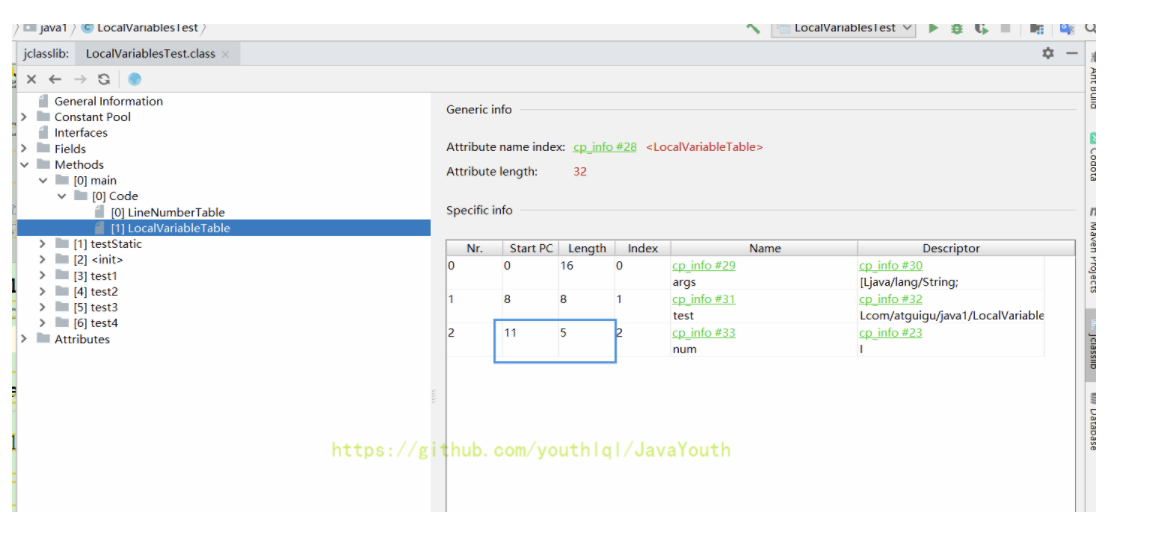 java1 LocalVariablesTest LocalVariablesTest
jclasslib: LocalVariablesTest.class
General Information
Constant Pool
Interfaces
Fields
Methods
[0] main
[0] Code
[0] LineNumberTable
[1] LocalVariableTable
[1] testStatic
[2] <init>
[3] test1
[4] test2
[5] test3
[6] test4
Attributes
Generic info
Attribute name index: cp_info #28 <LocalVariableTable>
Attribute length: 32
Specific info
Nr. Start PC Length Index Name Descriptor
0 0 16 0 cp_info #29 cp_info #30
args [Ljava/lang/String;
1 8 8 1 cp_info #31 cp_info #32
test Lcom/atguigu/java1/LocalVariable
2 11 5 2 cp_info #33 cp_info #23
num I
https://github.com/youthlql/JavaYouth
Ant Build
Codota
Maven Projects
jclasslib
Database